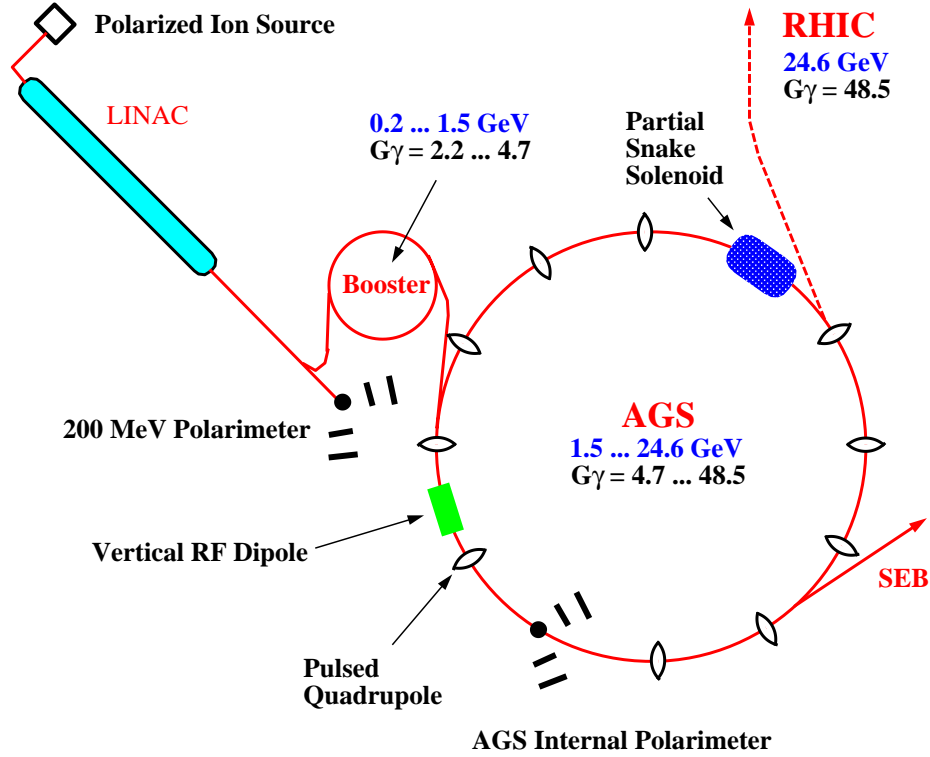 Polarized Ion Source
LINAC
RHIC
24.6 GeV
Gγ = 48.5
0.2 ... 1.5 GeV
Gγ = 2.2 ... 4.7
Partial
Snake
Solenoid
Booster
200 MeV Polarimeter
AGS
1.5 ... 24.6 GeV
Gγ = 4.7 ... 48.5
Vertical RF Dipole
SEB
Pulsed
Quadrupole
AGS Internal Polarimeter